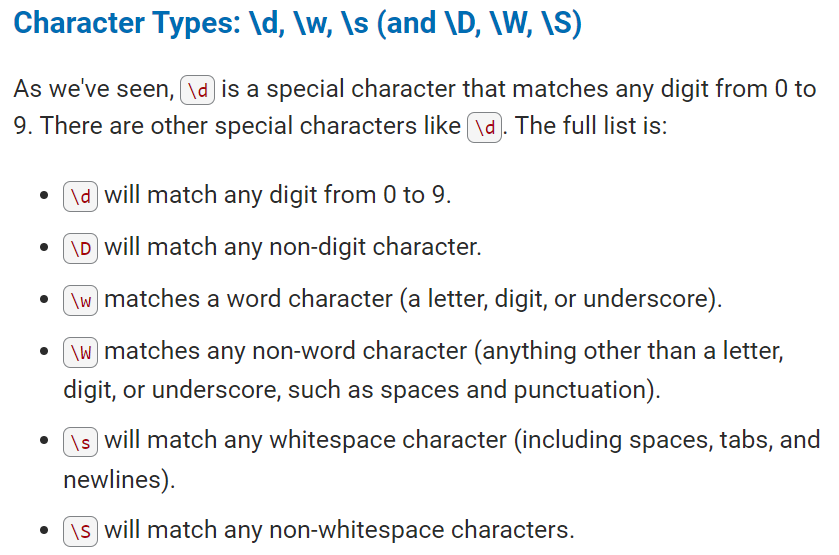 Character Types: \d, \w, \s (and \D, \W, \S)
As we've seen, \d is a special character that matches any digit from 0 to
9. There are other special characters like \d. The full list is:
• \d will match any digit from 0 to 9.
• \D will match any non-digit character.
• \w matches a word character (a letter, digit, or underscore).
• \W matches any non-word character (anything other than a letter,
digit, or underscore, such as spaces and punctuation).
• \s will match any whitespace character (including spaces, tabs, and
newlines).
• \S will match any non-whitespace characters.